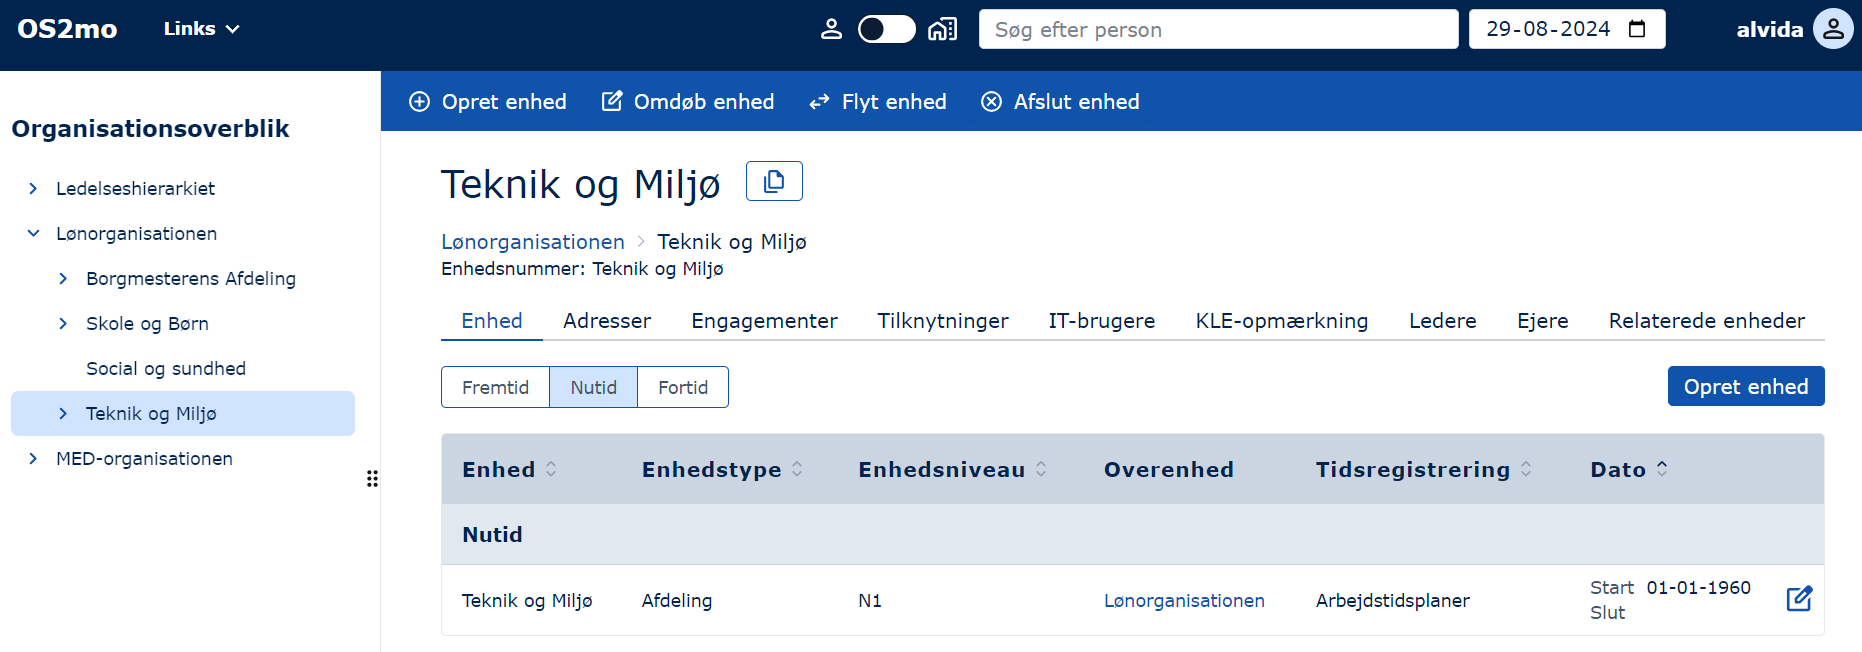 OS2mo
Links
Søg efter person
29-08-2024
alvida
Organisationsoverblik
Ledelseshierarkiet
Lønorganisationen
Borgmesterens Afdeling
Skole og Børn
Social og sundhed
Teknik og Miljø
MED-organisationen
Opret enhed Omdøb enhed Flyt enhed Afslut enhed
Teknik og Miljø
Lønorganisationen > Teknik og Miljø
Enhedsnummer: Teknik og Miljø
Enhed Adresser Engagementer Tilknytninger IT-brugere KLE-opmærkning Ledere Ejere Relaterede enheder
Fremtid Nutid Fortid
Opret enhed
Enhed Enhedstype Enhedsniveau Overenhed Tidsregistrering Dato
Nutid
Teknik og Miljø Afdeling N1 Lønorganisationen Arbejdstidsplaner Start 01-01-1960
Slut